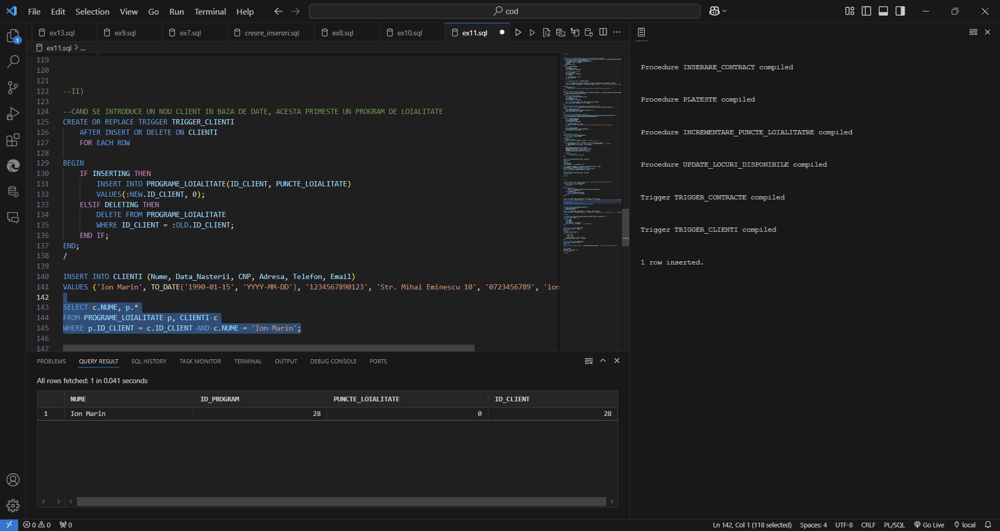 File Edit Selection View Go Run Terminal Help cod
ex13.sql ex9.sql ex7.sql creare_inserari.sql ex8.sql ex10.sql ex11.sql
ex11.sql > ...
119
120
121
122 --II)
123
124 --CAND SE INTRODUCE UN NOU CLIENT IN BAZA DE DATE, ACESTA PRIMESTE UN PROGRAM DE LOIALITATE
125 CREATE OR REPLACE TRIGGER TRIGGER_CLIENTI
126 AFTER INSERT OR DELETE ON CLIENTI
127 FOR EACH ROW
128
129 BEGIN
130 IF INSERTING THEN
131 INSERT INTO PROGRAME_LOIALITATE(ID_CLIENT, PUNCTE_LOIALITATE)
132 VALUES(:NEW.ID_CLIENT, 0);
133 ELSIF DELETING THEN
134 DELETE FROM PROGRAME_LOIALITATE
135 WHERE ID_CLIENT = :OLD.ID_CLIENT;
136 END IF;
137 END;
138 /
139
140 INSERT INTO CLIENTI (Nume, Data_Nasterii, CNP, Adresa, Telefon, Email)
141 VALUES ('Ion Marin', TO_DATE('1990-01-15', 'YYYY-MM-DD'), '1234567890123', 'Str. Mihai Eminescu 10', '0723456789', 'ion
142
143 SELECT c.NUME, p.*
144 FROM PROGRAME_LOIALITATE p, CLIENTI c
145 WHERE p.ID_CLIENT = c.ID_CLIENT AND c.NUME = 'Ion Marin';
146
147
PROBLEMS QUERY RESULT SQL HISTORY TASK MONITOR TERMINAL OUTPUT DEBUG CONSOLE PORTS
All rows fetched: 1 in 0.041 seconds
NUME ID_PROGRAM PUNCTE_LOIALITATE ID_CLIENT
1 Ion Marin 28 0 28
Procedure INSERARE_CONTRACT compiled
Procedure PLATESTE compiled
Procedure INCREMENTARE_PUNCTE_LOIALITATRE compiled
Procedure UPDATE_LOCURI_DISPONIBILE compiled
Trigger TRIGGER_CONTRACTE compiled
Trigger TRIGGER_CLIENTI compiled
1 row inserted.
1
0 0 0 Ln 142, Col 1 (118 selected) Spaces: 4 UTF-8 CRLF PL/SQL Go Live local